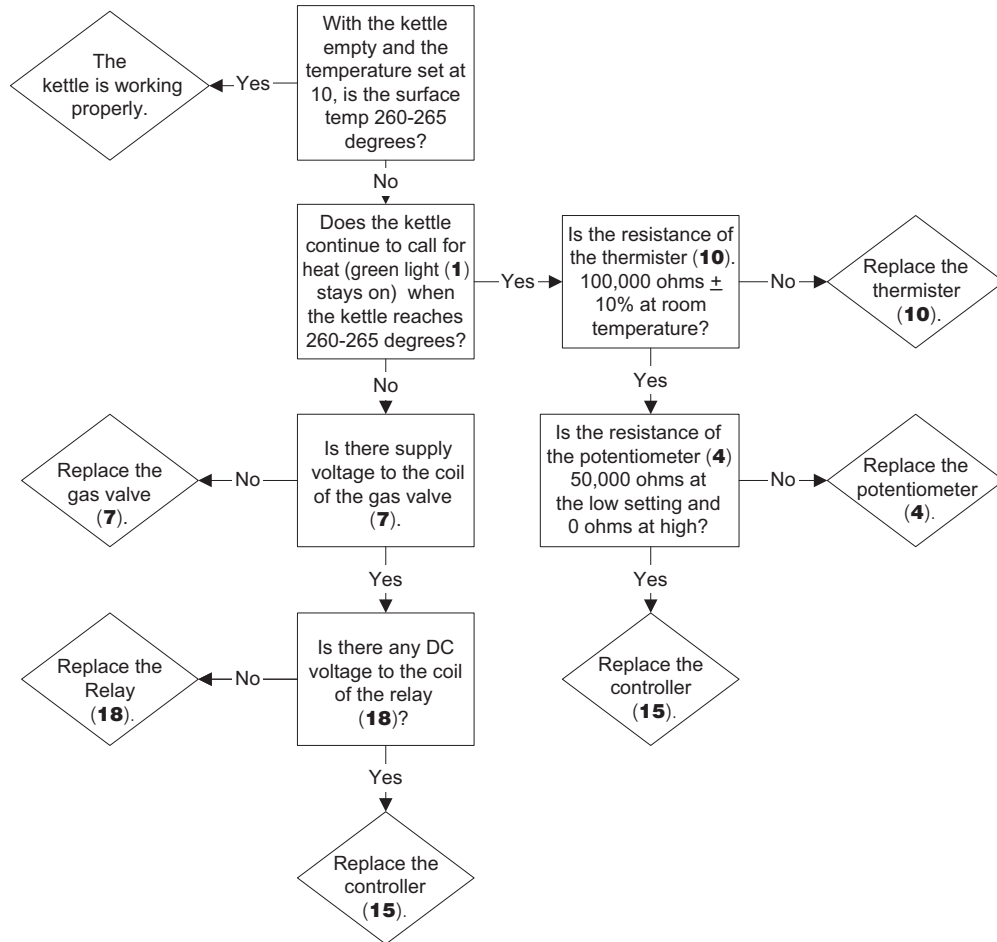 With the kettle
empty and the
temperature set at
10, is the surface
temp 260-265
degrees?
Yes
The
kettle is working
properly.
No
Does the kettle
continue to call for
heat (green light (1)
stays on) when
the kettle reaches
260-265 degrees?
Yes
Is the resistance of
the thermister (10).
100,000 ohms ±
10% at room
temperature?
No
Replace the
thermister
(10).
No
Yes
Is there supply
voltage to the coil
of the gas valve
(7).
No
Replace the
gas valve
(7).
Is the resistance of
the potentiometer (4)
50,000 ohms at
the low setting and
0 ohms at high?
No
Replace the
potentiometer
(4).
Yes
Yes
Is there any DC
voltage to the coil
of the relay
(18)?
No
Replace the
Relay
(18).
Replace the
controller
(15).
Yes
Replace the
controller
(15).